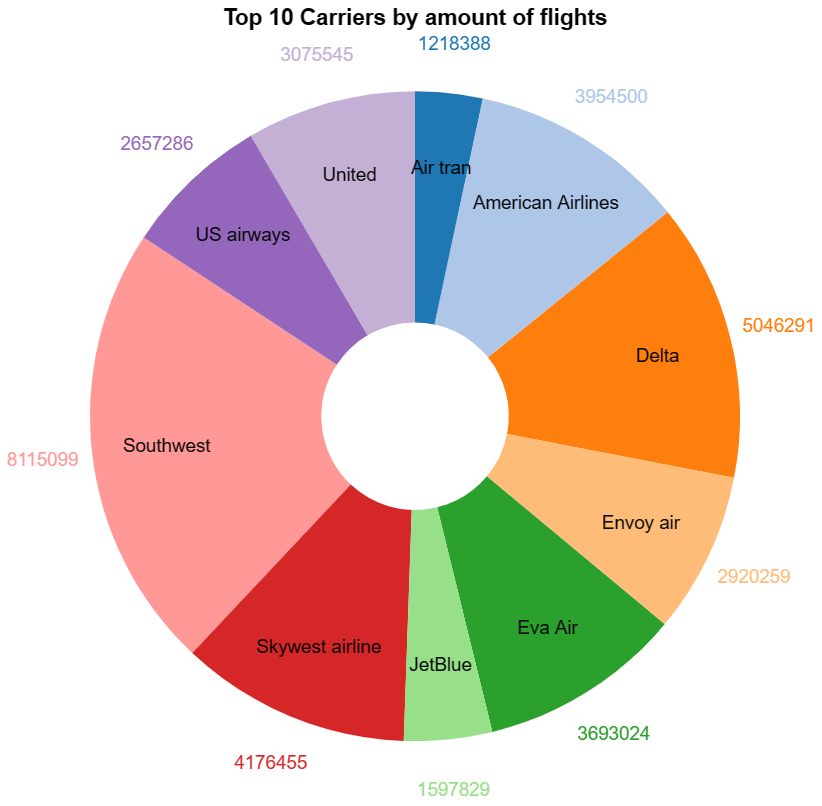 Top 10 Carriers by amount of flights
1218388
3075545
3954500
2657286
Air tran
United
American Airlines
US airways
5046291
Delta
Southwest
8115099
Envoy air
2920259
Eva Air
Skywest airline
JetBlue
3693024
4176455
1597829